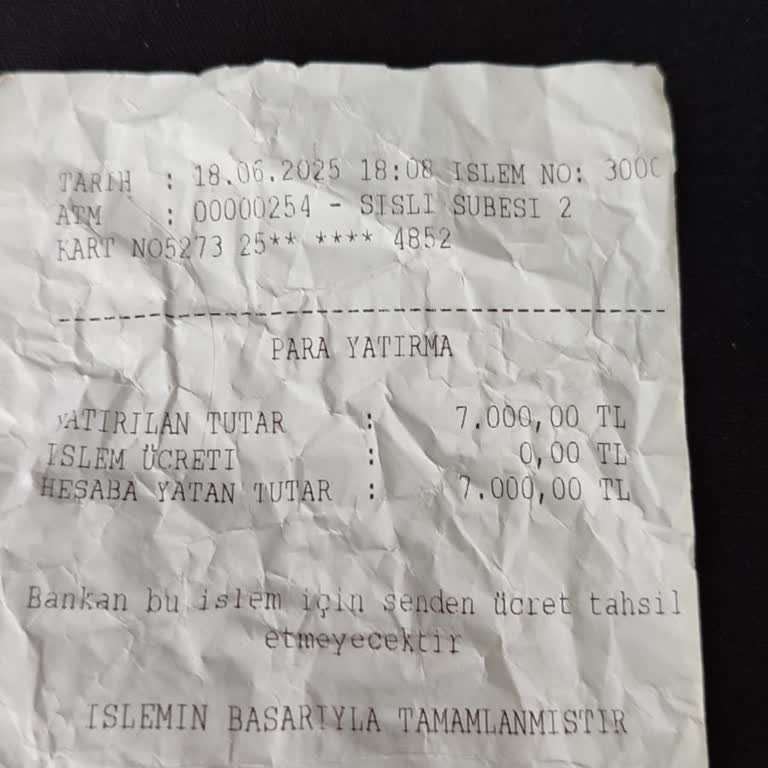 TARIH : 18.06.2025 18:08 ISLEM NO: 300
ATM : 00000254 - SISLI SUBESI 2
KART NO5273 25** **** 4852
PARA YATIRMA
YATIRILAN TUTAR : 7.000,00 TL
ISLEM ÜCRETI : 0,00 TL
HESABA YATAN TUTAR : 7.000,00 TL
Bankan bu islem için senden ücret tahsil
etmeyecektir
ISLEMIN BASARIYLA TAMAMLANMISTIR